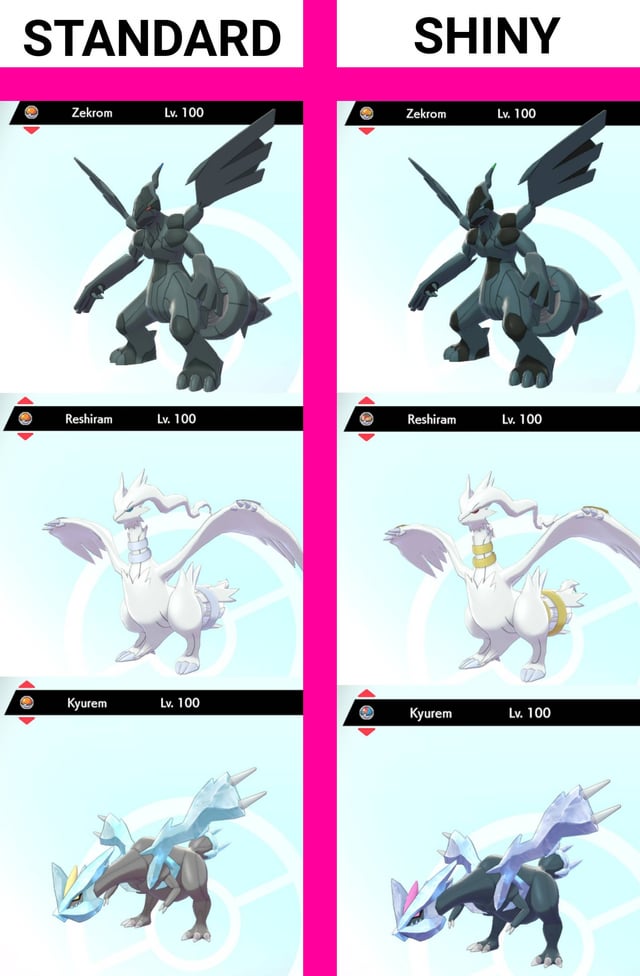 STANDARD SHINY
Zekrom Lv. 100 Zekrom Lv. 100
Reshiram Lv. 100 Reshiram Lv. 100
Kyurem Lv. 100 Kyurem Lv. 100